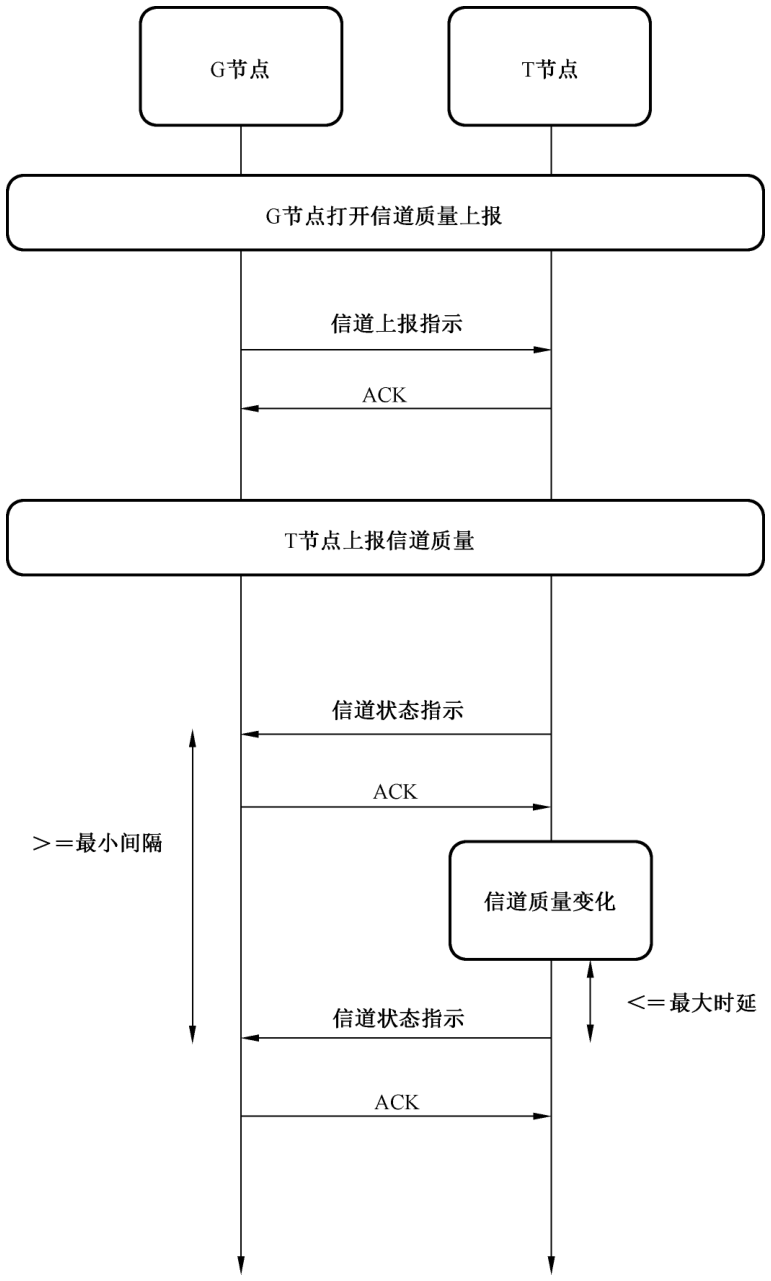 G节点
T节点
G节点打开信道质量上报
信道上报指示
ACK
T节点上报信道质量
信道状态指示
ACK
>=最小间隔
信道质量变化
<=最大时延
信道状态指示
ACK